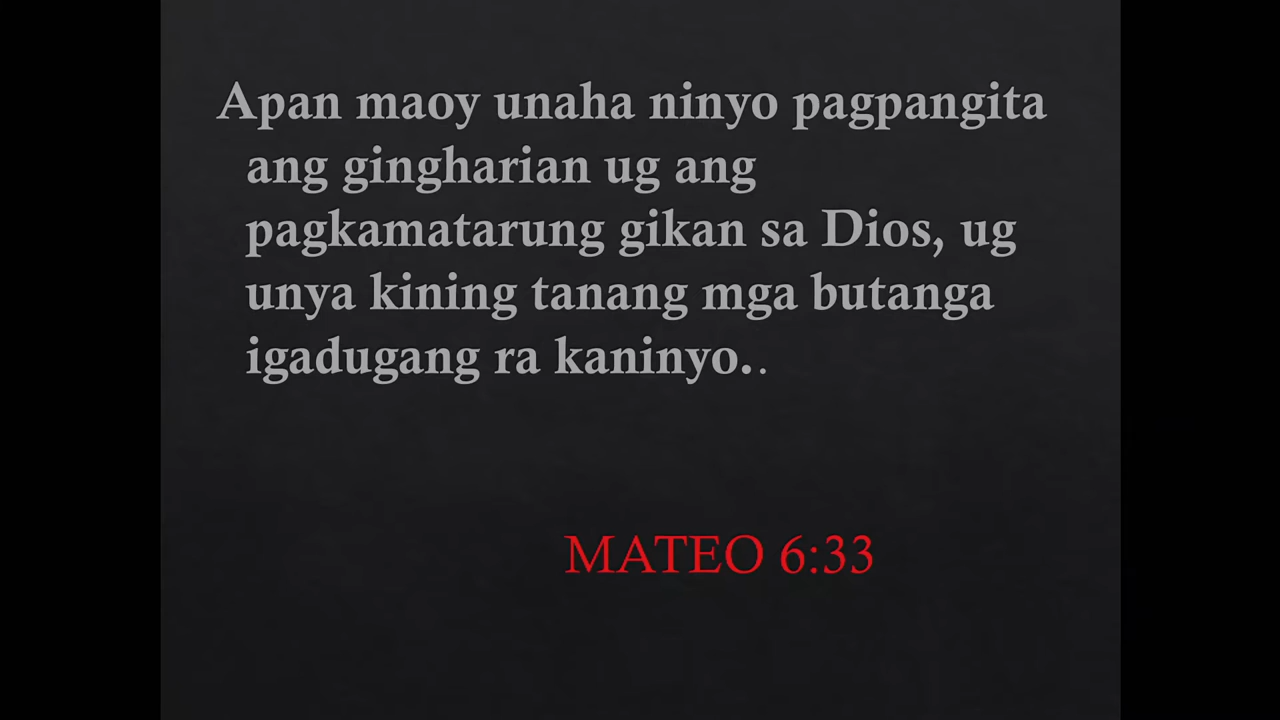 Apan maoy unaha ninyo pagpangita
ang gingharian ug ang
pagkamatarung gikan sa Dios, ug
unya kining tanang mga butanga
igadugang ra kaninyo..
MATEO 6:33